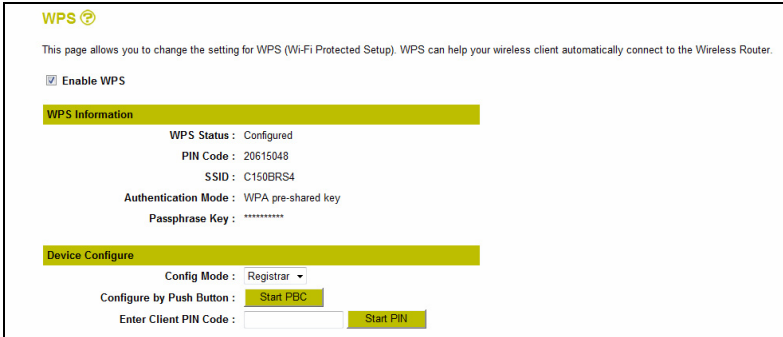 WPS ?
This page allows you to change the setting for WPS (Wi-Fi Protected Setup). WPS can help your wireless client automatically connect to the Wireless Router.
Enable WPS
WPS Information
WPS Status : Configured
PIN Code : 20615048
SSID : C150BRS4
Authentication Mode : WPA pre-shared key
Passphrase Key : **********
Device Configure
Config Mode : Registrar
Configure by Push Button : Start PBC
Enter Client PIN Code : Start PIN